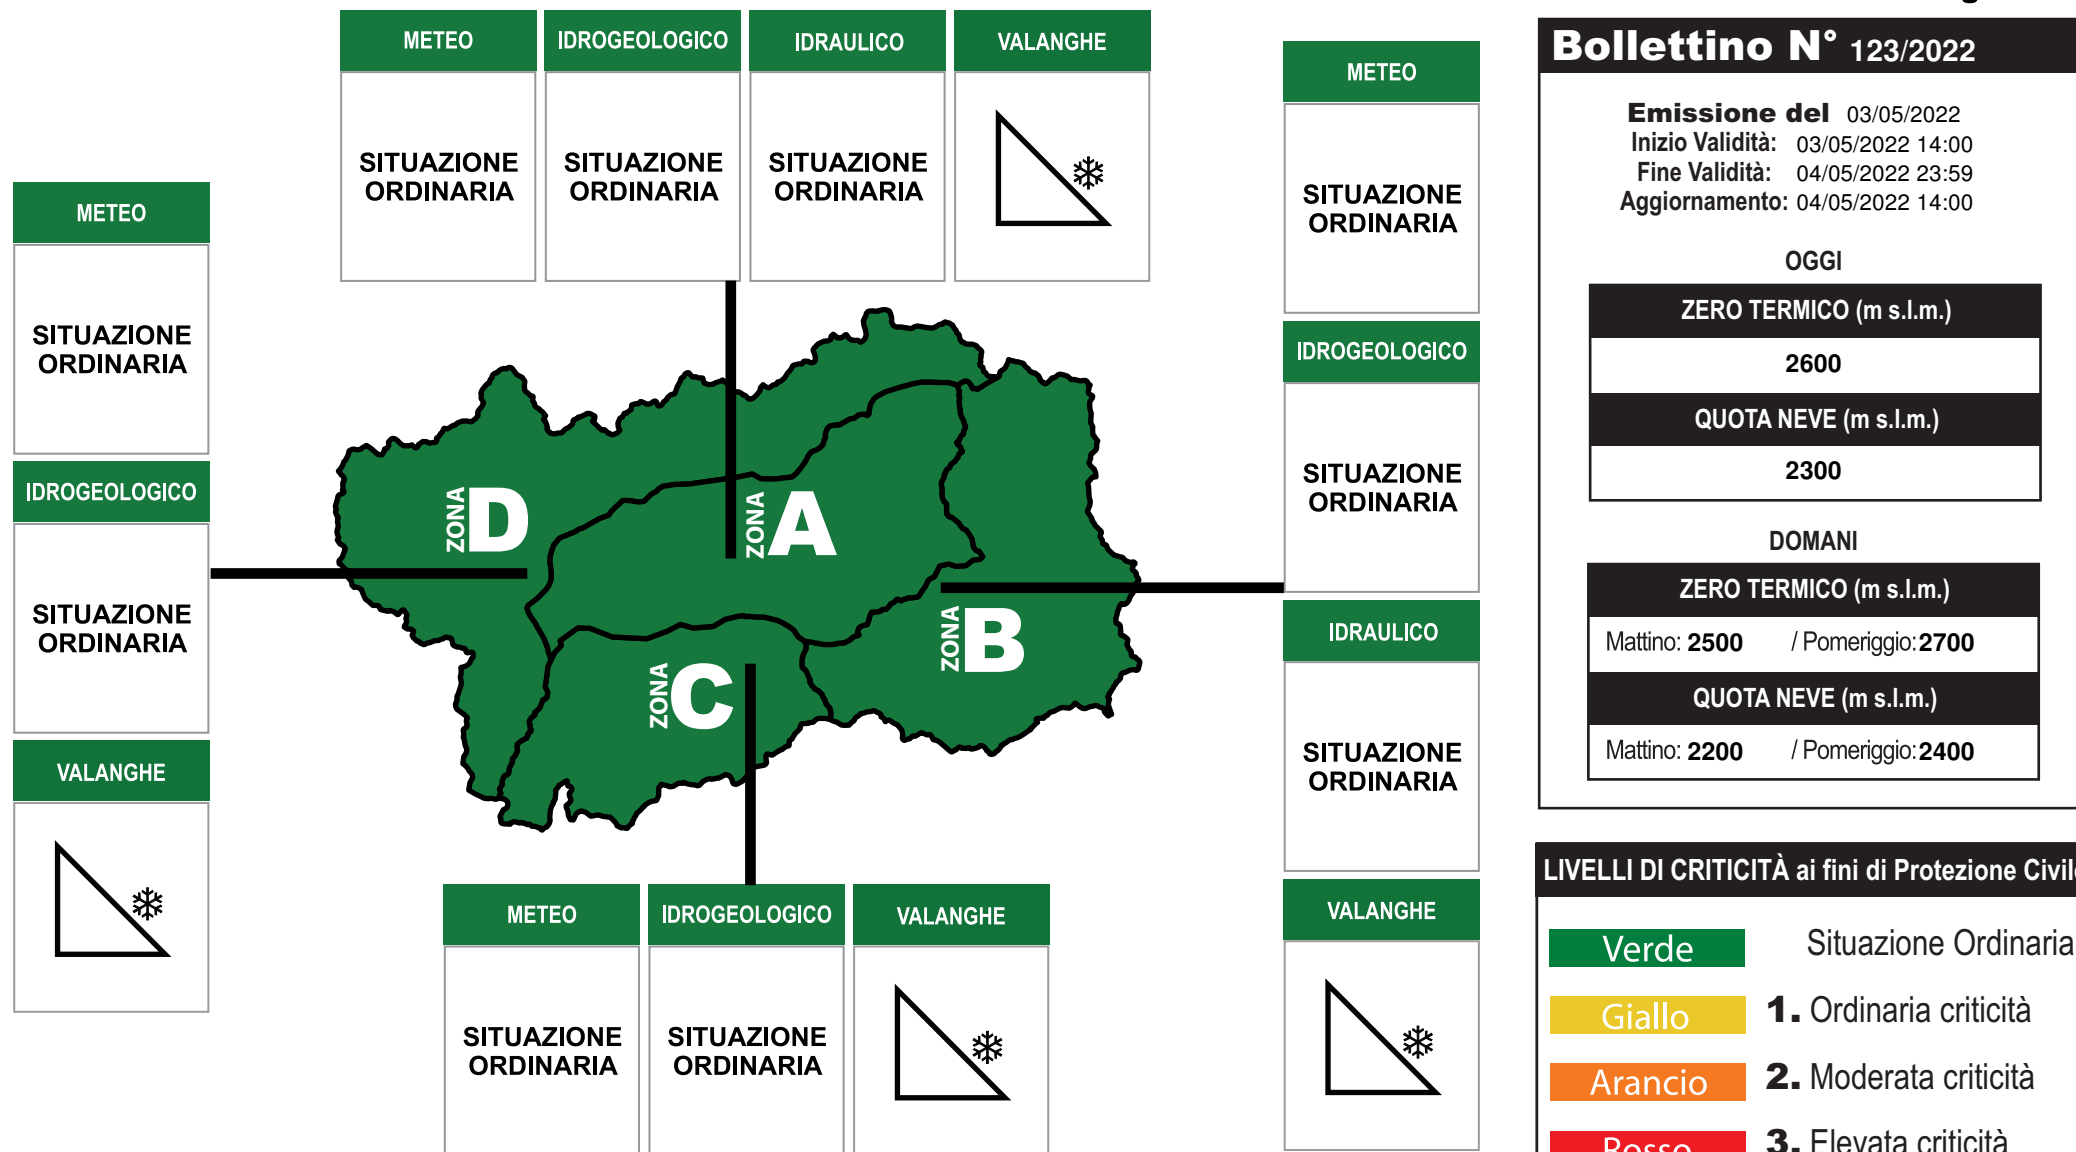 METEO IDROGEOLOGICO IDRAULICO VALANGHE
SITUAZIONE ORDINARIA
SITUAZIONE ORDINARIA
SITUAZIONE ORDINARIA
METEO
SITUAZIONE
ORDINARIA
IDROGEOLOGICO
SITUAZIONE
ORDINARIA
VALANGHE
ZONA D
ZONA A
ZONA B
ZONA C
METEO IDROGEOLOGICO VALANGHE
SITUAZIONE ORDINARIA
SITUAZIONE ORDINARIA
METEO
SITUAZIONE
ORDINARIA
IDROGEOLOGICO
SITUAZIONE
ORDINARIA
IDRAULICO
SITUAZIONE
ORDINARIA
VALANGHE
Bollettino N° 123/2022
Emissione del 03/05/2022
Inizio Validità: 03/05/2022 14:00
Fine Validità: 04/05/2022 23:59
Aggiornamento: 04/05/2022 14:00
OGGI
ZERO TERMICO (m s.l.m.)
2600
QUOTA NEVE (m s.l.m.)
2300
DOMANI
ZERO TERMICO (m s.l.m.)
Mattino: 2500 / Pomeriggio: 2700
QUOTA NEVE (m s.l.m.)
Mattino: 2200 / Pomeriggio: 2400
LIVELLI DI CRITICITÀ ai fini di Protezione Civile
Verde Situazione Ordinaria
Giallo 1. Ordinaria criticità
Arancio 2. Moderata criticità
Rosso 3. Elevata criticità